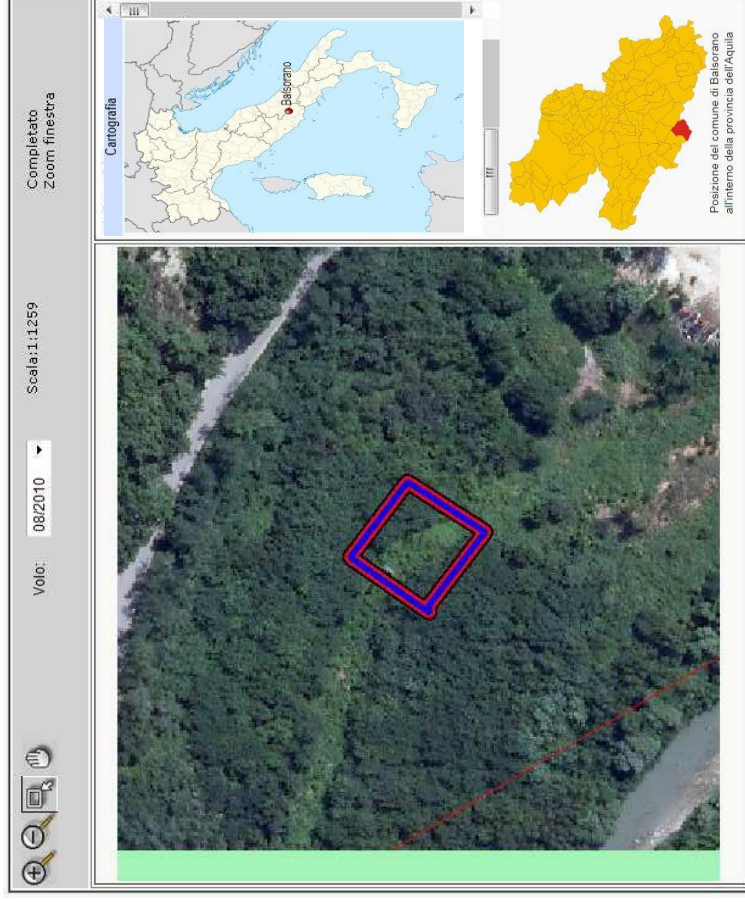 Volo: 08/2010 Scala:1:1259 Completato
Zoom finestra
Cartografia
Balsorano
Posizione del comune di Balsorano
all'interno della provincia dell'Aquila